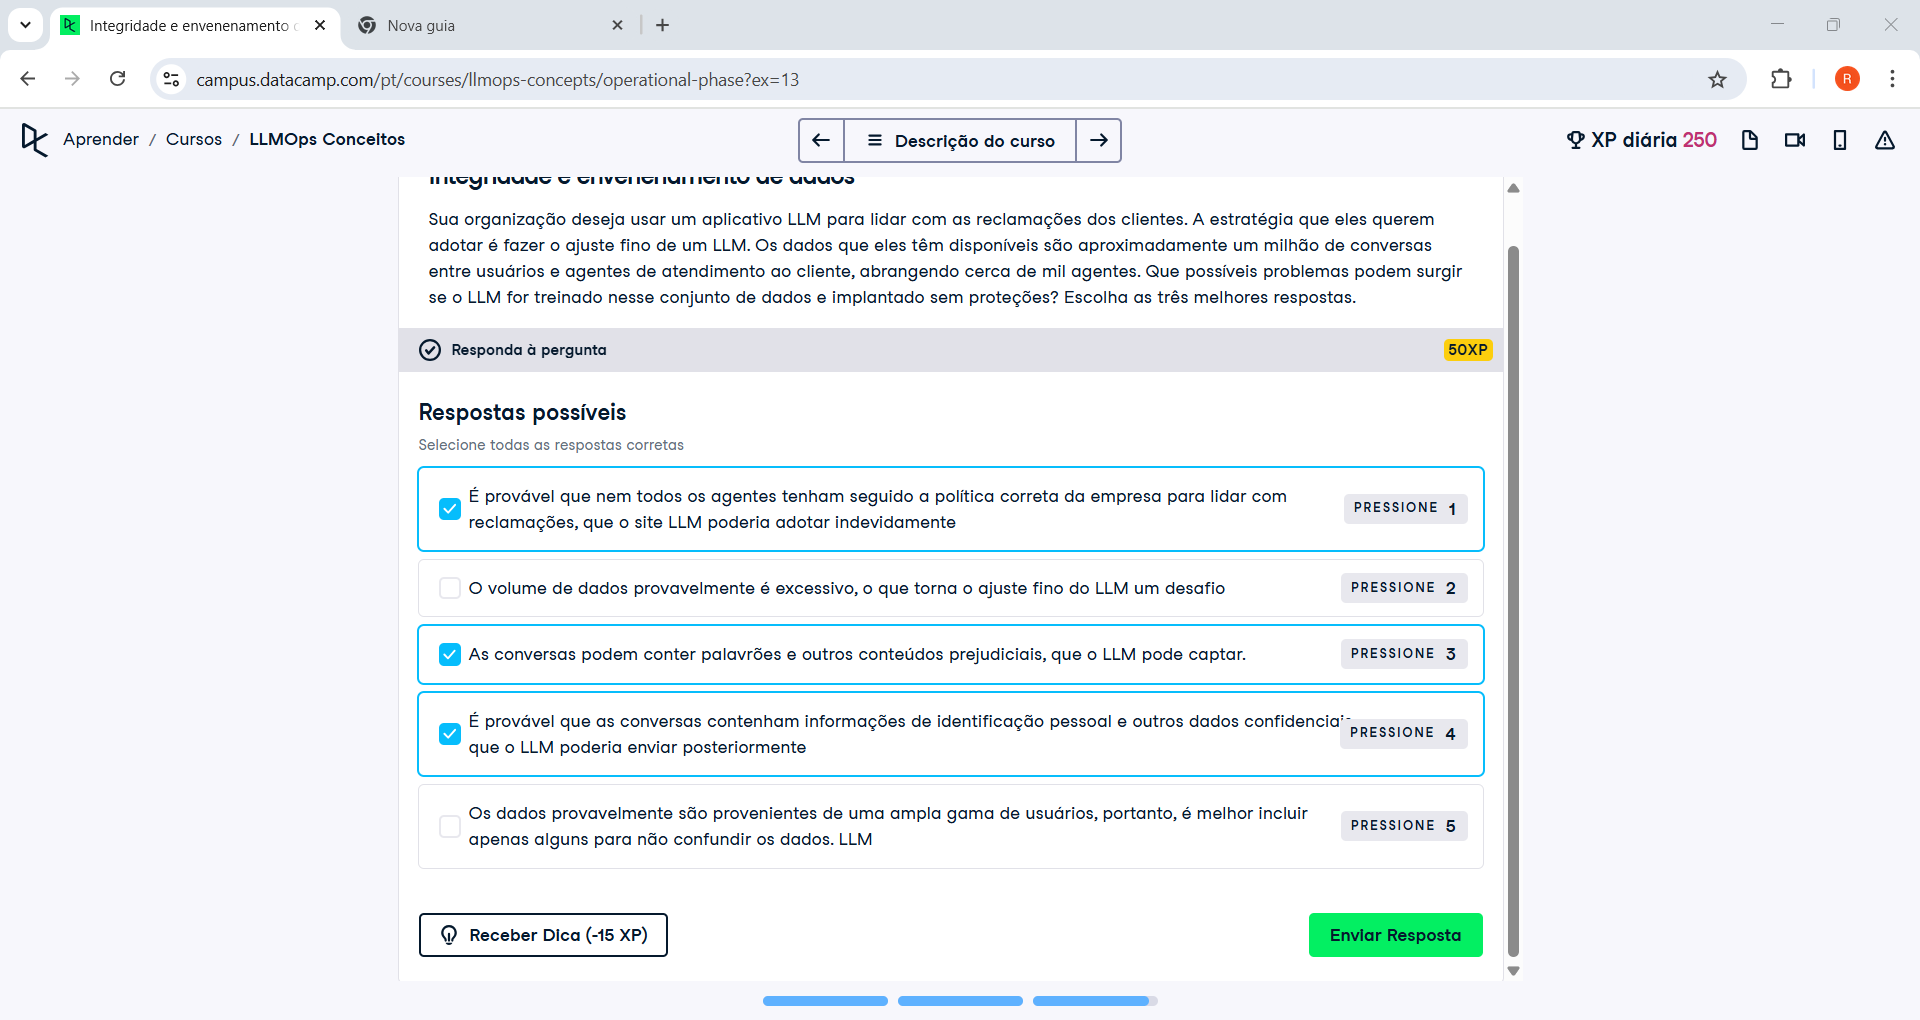 Integridade e envenenamento
Nova guia
campus.datacamp.com/pt/courses/llmops-concepts/operational-phase?ex=13
R
Aprender / Cursos / LLMOps Conceitos
Descrição do curso
XP diária 250
Integridade e envenenamento de dados
Sua organização deseja usar um aplicativo LLM para lidar com as reclamações dos clientes. A estratégia que eles querem
adotar é fazer o ajuste fino de um LLM. Os dados que eles têm disponíveis são aproximadamente um milhão de conversas
entre usuários e agentes de atendimento ao cliente, abrangendo cerca de mil agentes. Que possíveis problemas podem surgir
se o LLM for treinado nesse conjunto de dados e implantado sem proteções? Escolha as três melhores respostas.
Responda à pergunta
50XP
Respostas possíveis
Selecione todas as respostas corretas
É provável que nem todos os agentes tenham seguido a política correta da empresa para lidar com
reclamações, que o site LLM poderia adotar indevidamente
PRESSIONE 1
O volume de dados provavelmente é excessivo, o que torna o ajuste fino do LLM um desafio
PRESSIONE 2
As conversas podem conter palavrões e outros conteúdos prejudiciais, que o LLM pode captar.
PRESSIONE 3
É provável que as conversas contenham informações de identificação pessoal e outros dados confidenciais
que o LLM poderia enviar posteriormente
PRESSIONE 4
Os dados provavelmente são provenientes de uma ampla gama de usuários, portanto, é melhor incluir
apenas alguns para não confundir os dados. LLM
PRESSIONE 5
Receber Dica (-15 XP)
Enviar Resposta